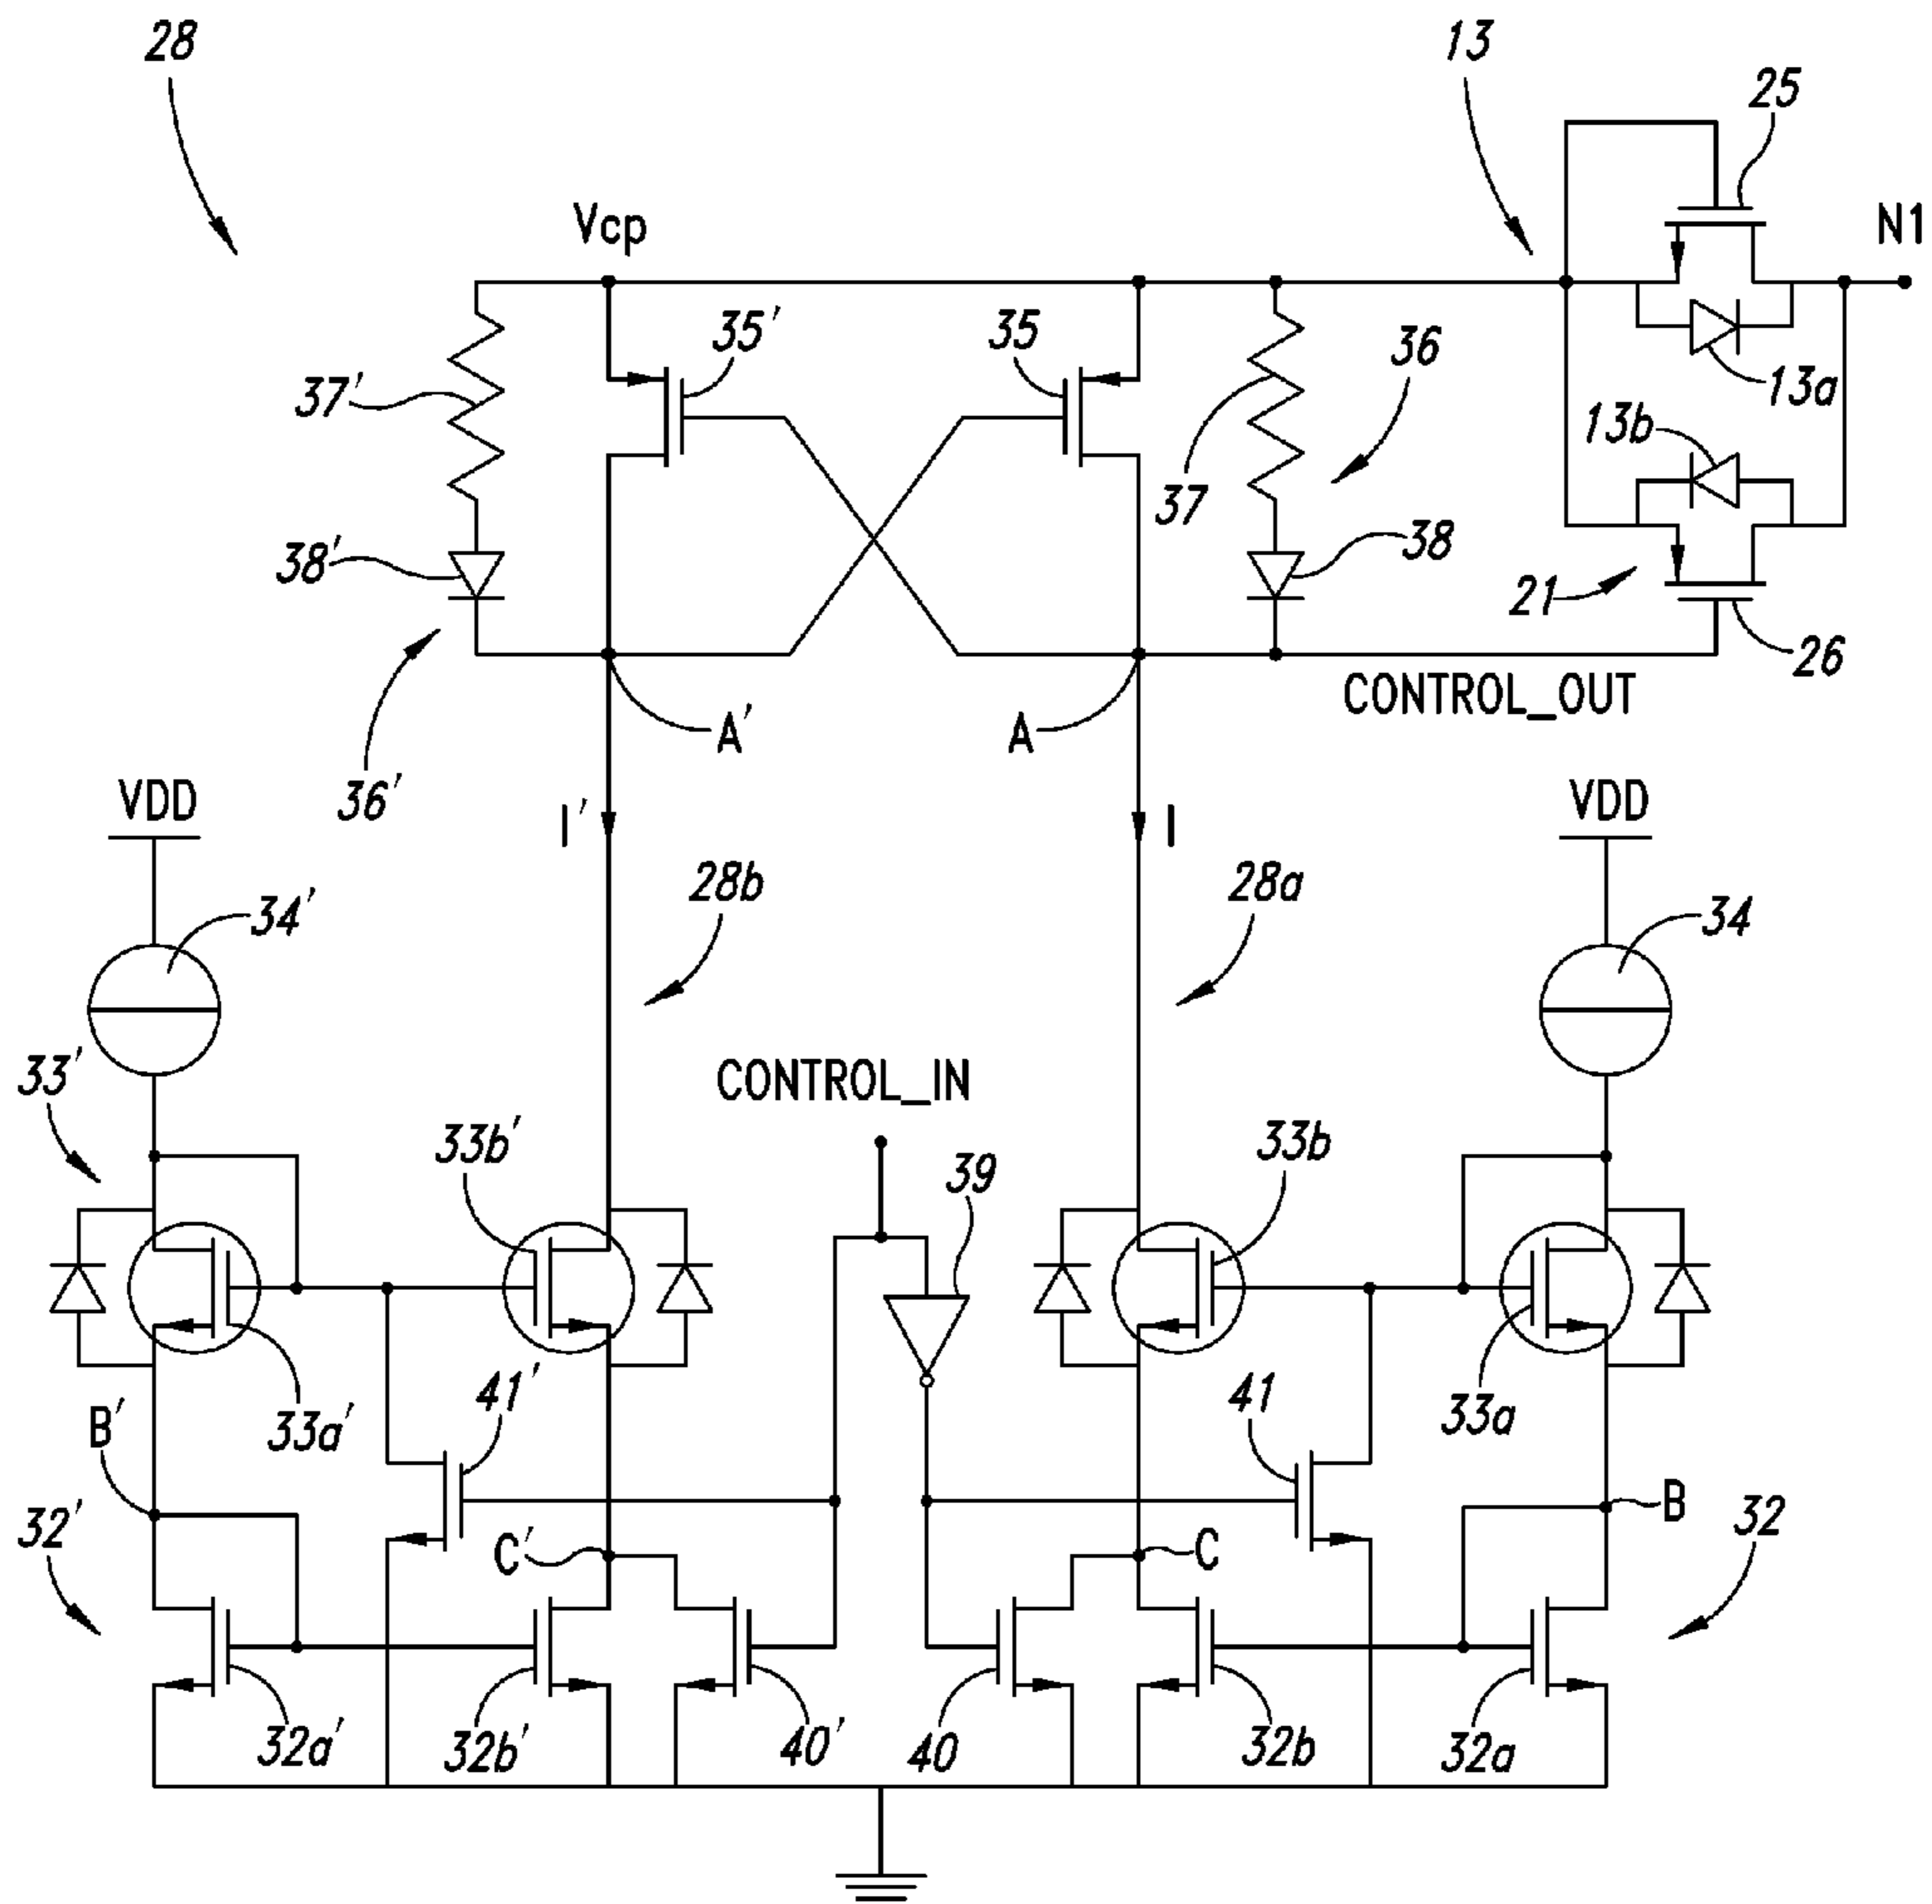 28
13
25
Vcp
N1
35'
35
36
37'
13a
13b
37
38'
38
21
26
CONTROL_OUT
A'
A
VDD
36'
VDD
I'
I
28b
28a
34'
34
33'
CONTROL_IN
33b'
39
33b
41'
41
B'
33a'
33a
32'
C'
C
B
32
32a'
32b'
40'
40
32b
32a